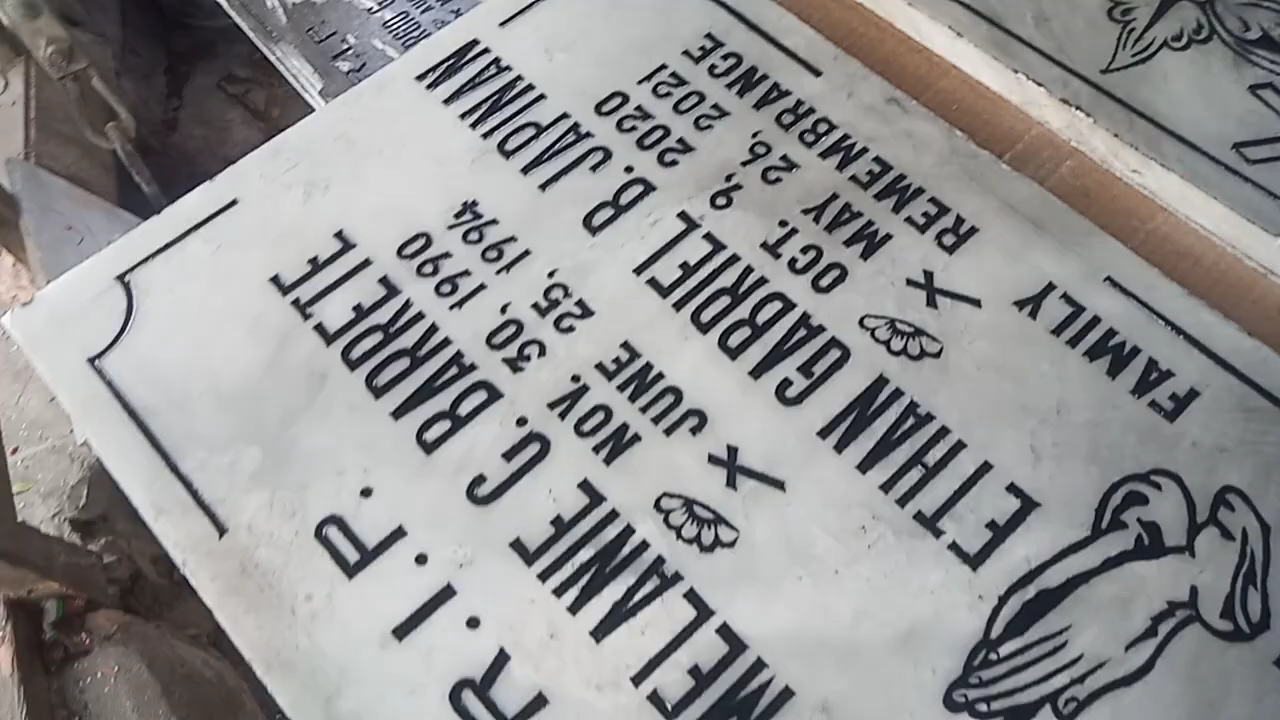 R.I.P.
MELANIE G. BARRETE
NOV. 30, 1990
JUNE 25, 1994
ETHAN GABRIEL B. JAPINAN
OCT. 9, 2020
MAY 26, 2021
FAMILY REMEMBRANCE